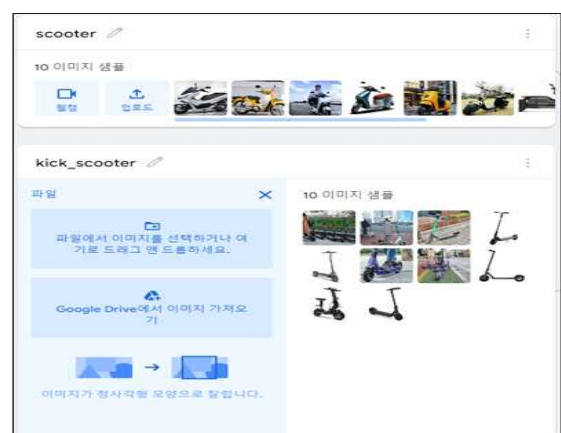 scooter
10 이미지 샘플
웹캠
업로드
kick_scooter
파일
10 이미지 샘플
파일에서 이미지를 선택하거나 여
기로 드래그 앤 드롭하세요.
Google Drive에서 이미지 가져오
기
이미지가 정사각형 모양으로 잘립니다.